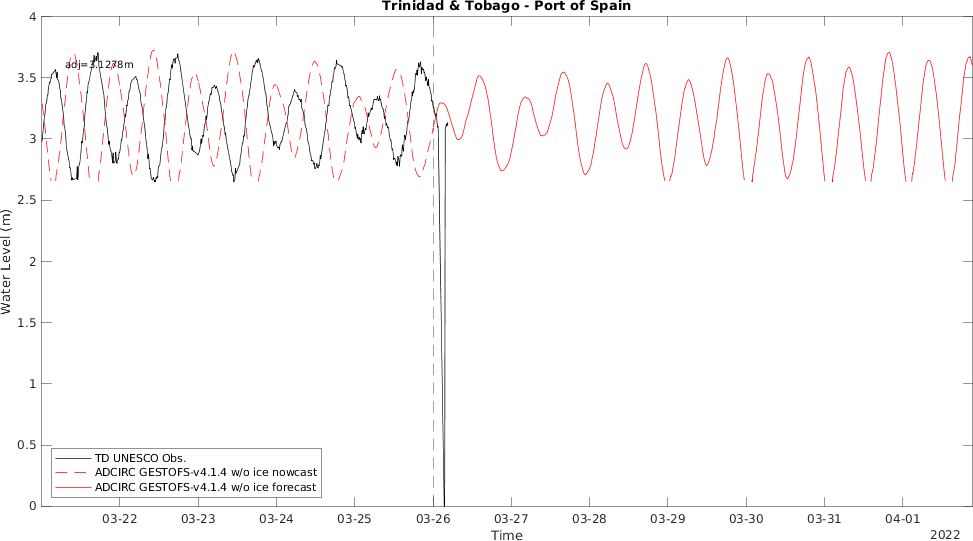 Trinidad & Tobago - Port of Spain
adj=3.1278m
4
3.5
3
2.5
2
1.5
1
0.5
0
Water Level (m)
TD UNESCO Obs.
ADCIRC GESTOFS-v4.1.4 w/o ice nowcast
ADCIRC GESTOFS-v4.1.4 w/o ice forecast
03-22 03-23 03-24 03-25 03-26 03-27 03-28 03-29 03-30 03-31 04-01
Time
2022